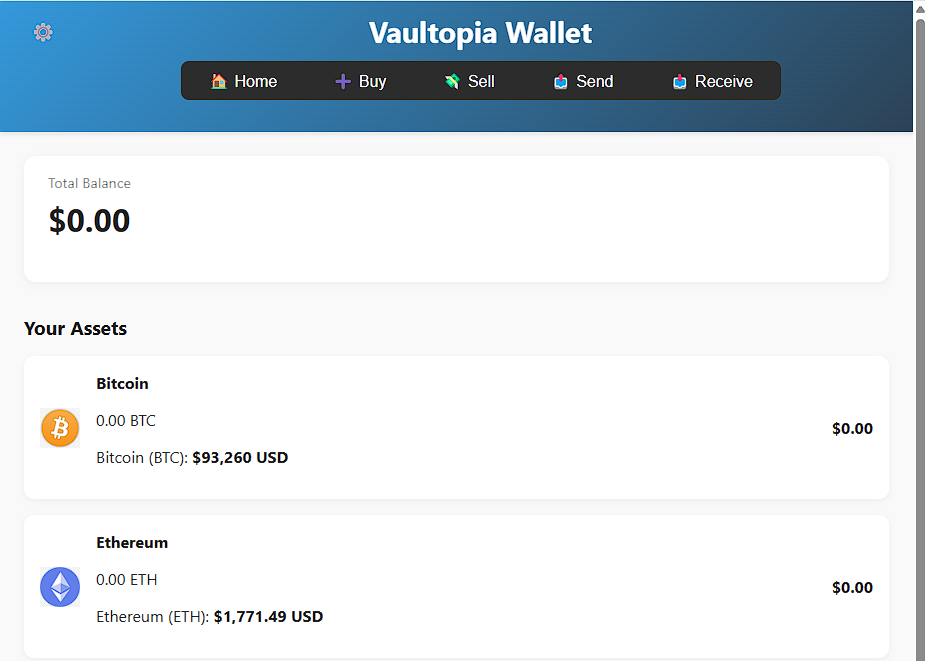 Vaultopia Wallet
Home Buy Sell Send Receive
Total Balance
$0.00
Your Assets
Bitcoin
0.00 BTC
$0.00
Bitcoin (BTC): $93,260 USD
Ethereum
0.00 ETH
$0.00
Ethereum (ETH): $1,771.49 USD